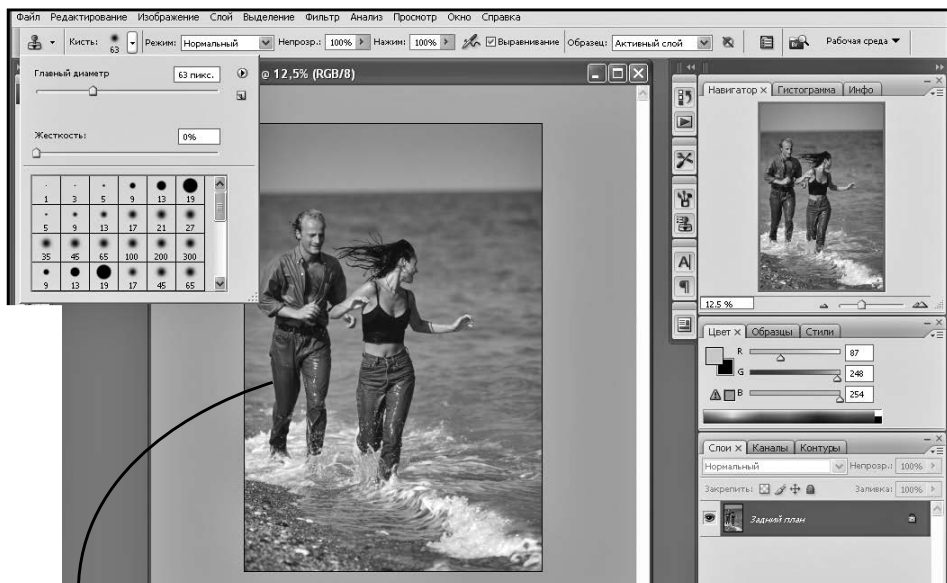 Файл Редактирование Изображение Слой Выделение Фильтр Анализ Просмотр Окно Справка
Кисть: 63 Режим: Нормальный Непрозр.: 100% Нажим: 100% Выравнивание Образец: Активный слой Рабочая среда
Главный диаметр 63 пикс.
Жесткость: 0%
1 3 5 9 13 19
5 9 13 17 21 27
35 45 65 100 200 300
9 13 19 17 45 65
@ 12,5% (RGB/8)
Навигатор × Гистограмма Инфо
12.5 %
Цвет × Образцы Стили
R 87
G 248
B 254
Слои × Каналы Контуры
Нормальный Непрозр.: 100%
Закрепить: Заливка: 100%
Задний план